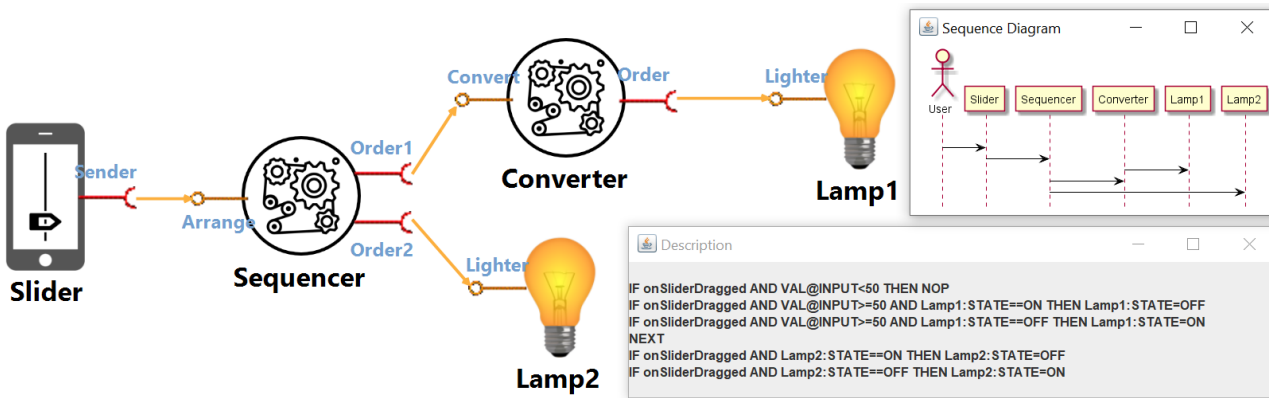 Sender
Slider
Arrange
Sequencer
Order1
Order2
Convert
Converter
Order
Lighter
Lamp1
Lighter
Lamp2
Sequence Diagram
User
Slider
Sequencer
Converter
Lamp1
Lamp2
Description
IF onSliderDragged AND VAL@INPUT<50 THEN NOP
IF onSliderDragged AND VAL@INPUT>=50 AND Lamp1:STATE==ON THEN Lamp1:STATE=OFF
IF onSliderDragged AND VAL@INPUT>=50 AND Lamp1:STATE==OFF THEN Lamp1:STATE=ON
NEXT
IF onSliderDragged AND Lamp2:STATE==ON THEN Lamp2:STATE=OFF
IF onSliderDragged AND Lamp2:STATE==OFF THEN Lamp2:STATE=ON